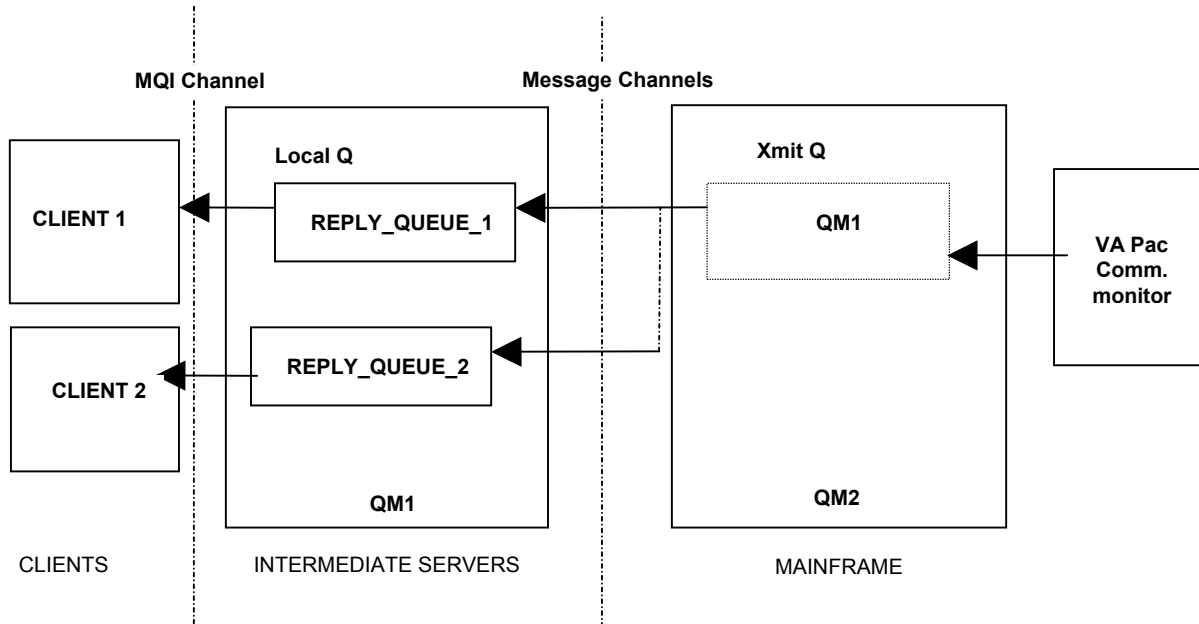 MQI Channel
Message Channels
CLIENT 1
Local Q
REPLY_QUEUE_1
Xmit Q
QM1
VA Pac
Comm.
monitor
CLIENT 2
REPLY_QUEUE_2
QM1
QM2
CLIENTS
INTERMEDIATE SERVERS
MAINFRAME